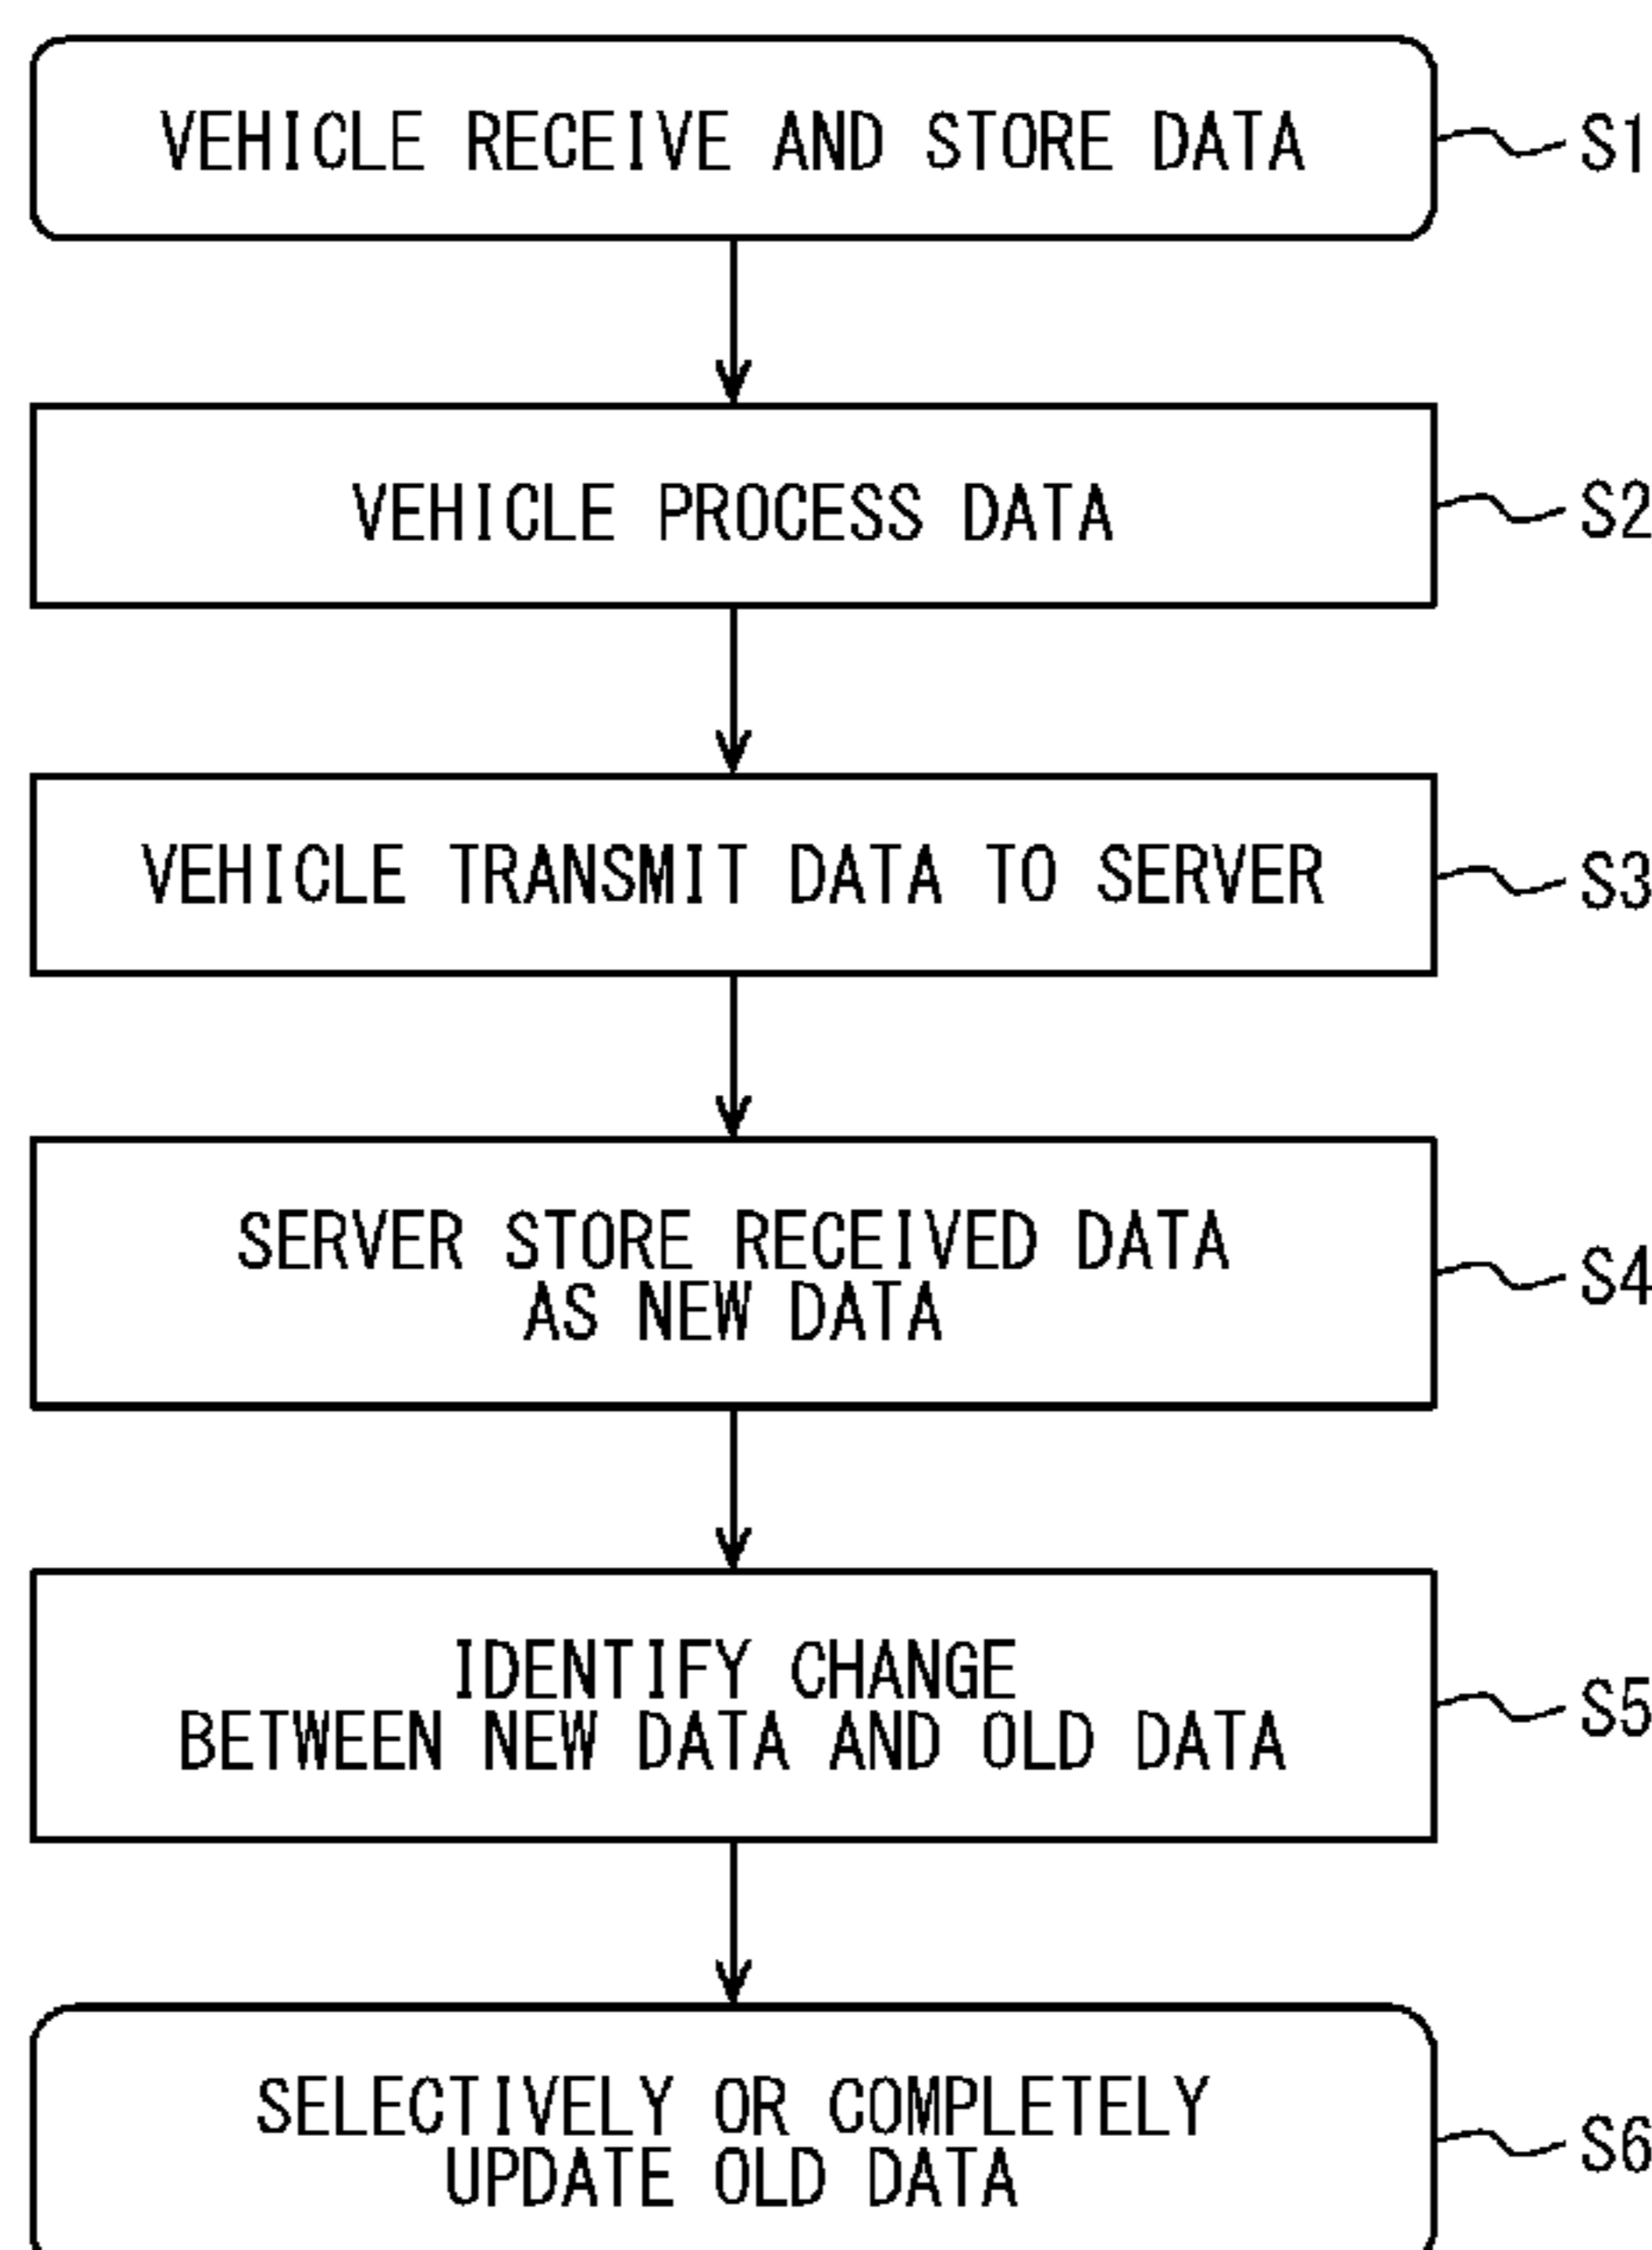 VEHICLE RECEIVE AND STORE DATA
S1
VEHICLE PROCESS DATA
S2
VEHICLE TRANSMIT DATA TO SERVER
S3
SERVER STORE RECEIVED DATA
AS NEW DATA
S4
IDENTIFY CHANGE
BETWEEN NEW DATA AND OLD DATA
S5
SELECTIVELY OR COMPLETELY
UPDATE OLD DATA
S6